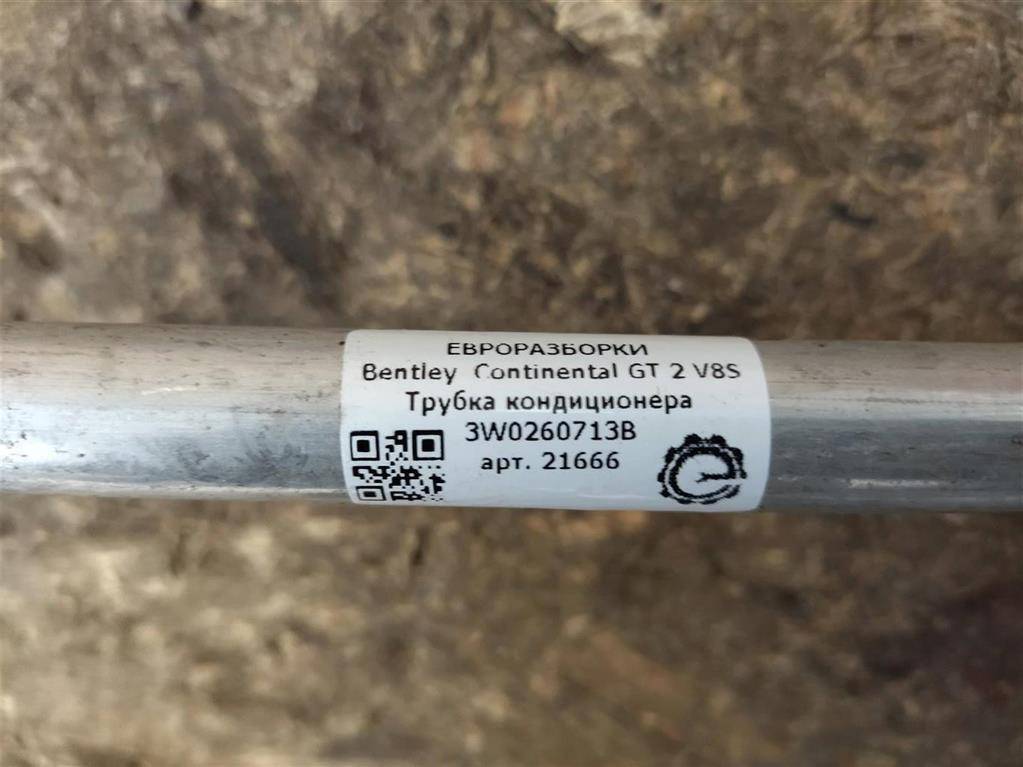 ЕВРОРАЗБОРКИ
Bentley Continental GT 2 V8S
Трубка кондиционера
3W0260713B
арт. 21666